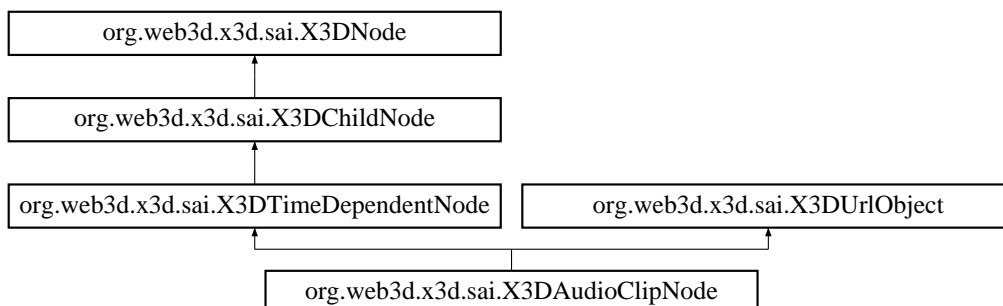 org.web3d.x3d.sai.X3DNode
org.web3d.x3d.sai.X3DChildNode
org.web3d.x3d.sai.X3DTimeDependentNode
org.web3d.x3d.sai.X3DUrlObject
org.web3d.x3d.sai.X3DAudioClipNode